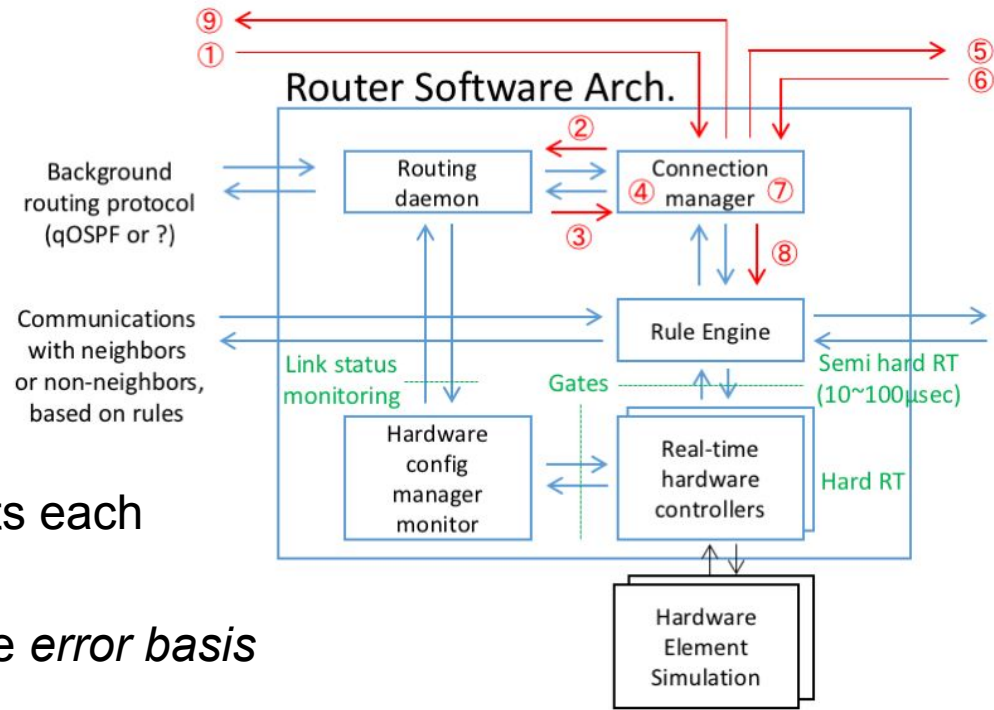 ⑨
①
⑤
⑥
Router Software Arch.
②
Background
routing protocol
(qOSPF or ?)
Routing
daemon
Connection
manager
④
⑦
③
⑧
Communications
with neighbors
or non-neighbors,
based on rules
Rule Engine
Link status
monitoring
Gates
Semi hard RT
(10~100μsec)
Hardware
config
manager
monitor
Real-time
hardware
controllers
Hard RT
ts each
Hardware
Element
Simulation
e error basis